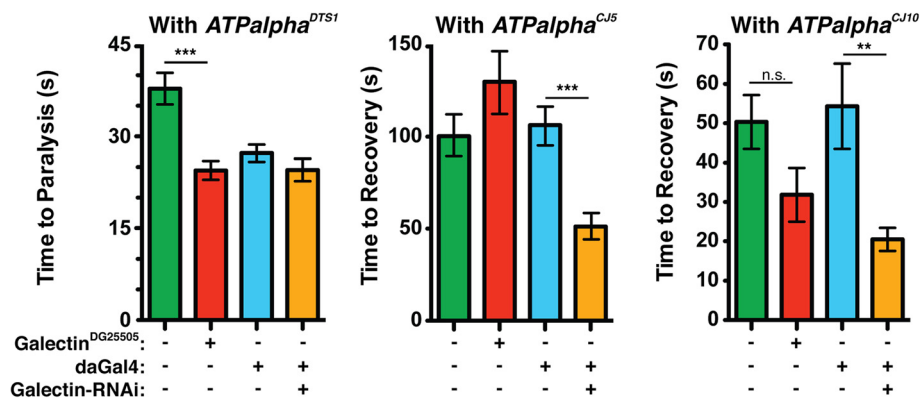 With ATPalpha^DTS1 With ATPalpha^CJ5 With ATPalpha^CJ10
Time to Paralysis (s)
45
30
15
0
***
Time to Recovery (s)
150
100
50
0
***
Time to Recovery (s)
70
60
50
40
30
20
10
0
n.s.
**
Galectin^DG25505: - + - - - + - - - + - -
daGal4: - - + + - - + + - - + +
Galectin-RNAi: - - - + - - - + - - - +